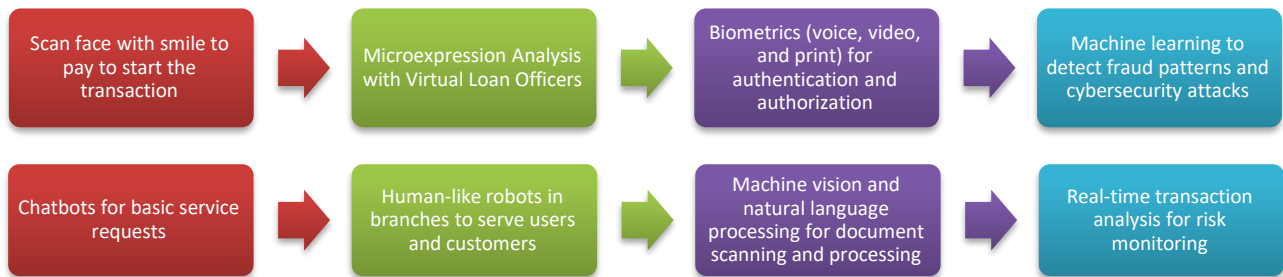 Scan face with smile to
pay to start the
transaction
Microexpression Analysis
with Virtual Loan Officers
Biometrics (voice, video,
and print) for
authentication and
authorization
Machine learning to
detect fraud patterns and
cybersecurity attacks
Chatbots for basic service
requests
Human-like robots in
branches to serve users
and customers
Machine vision and
natural language
processing for document
scanning and processing
Real-time transaction
analysis for risk
monitoring